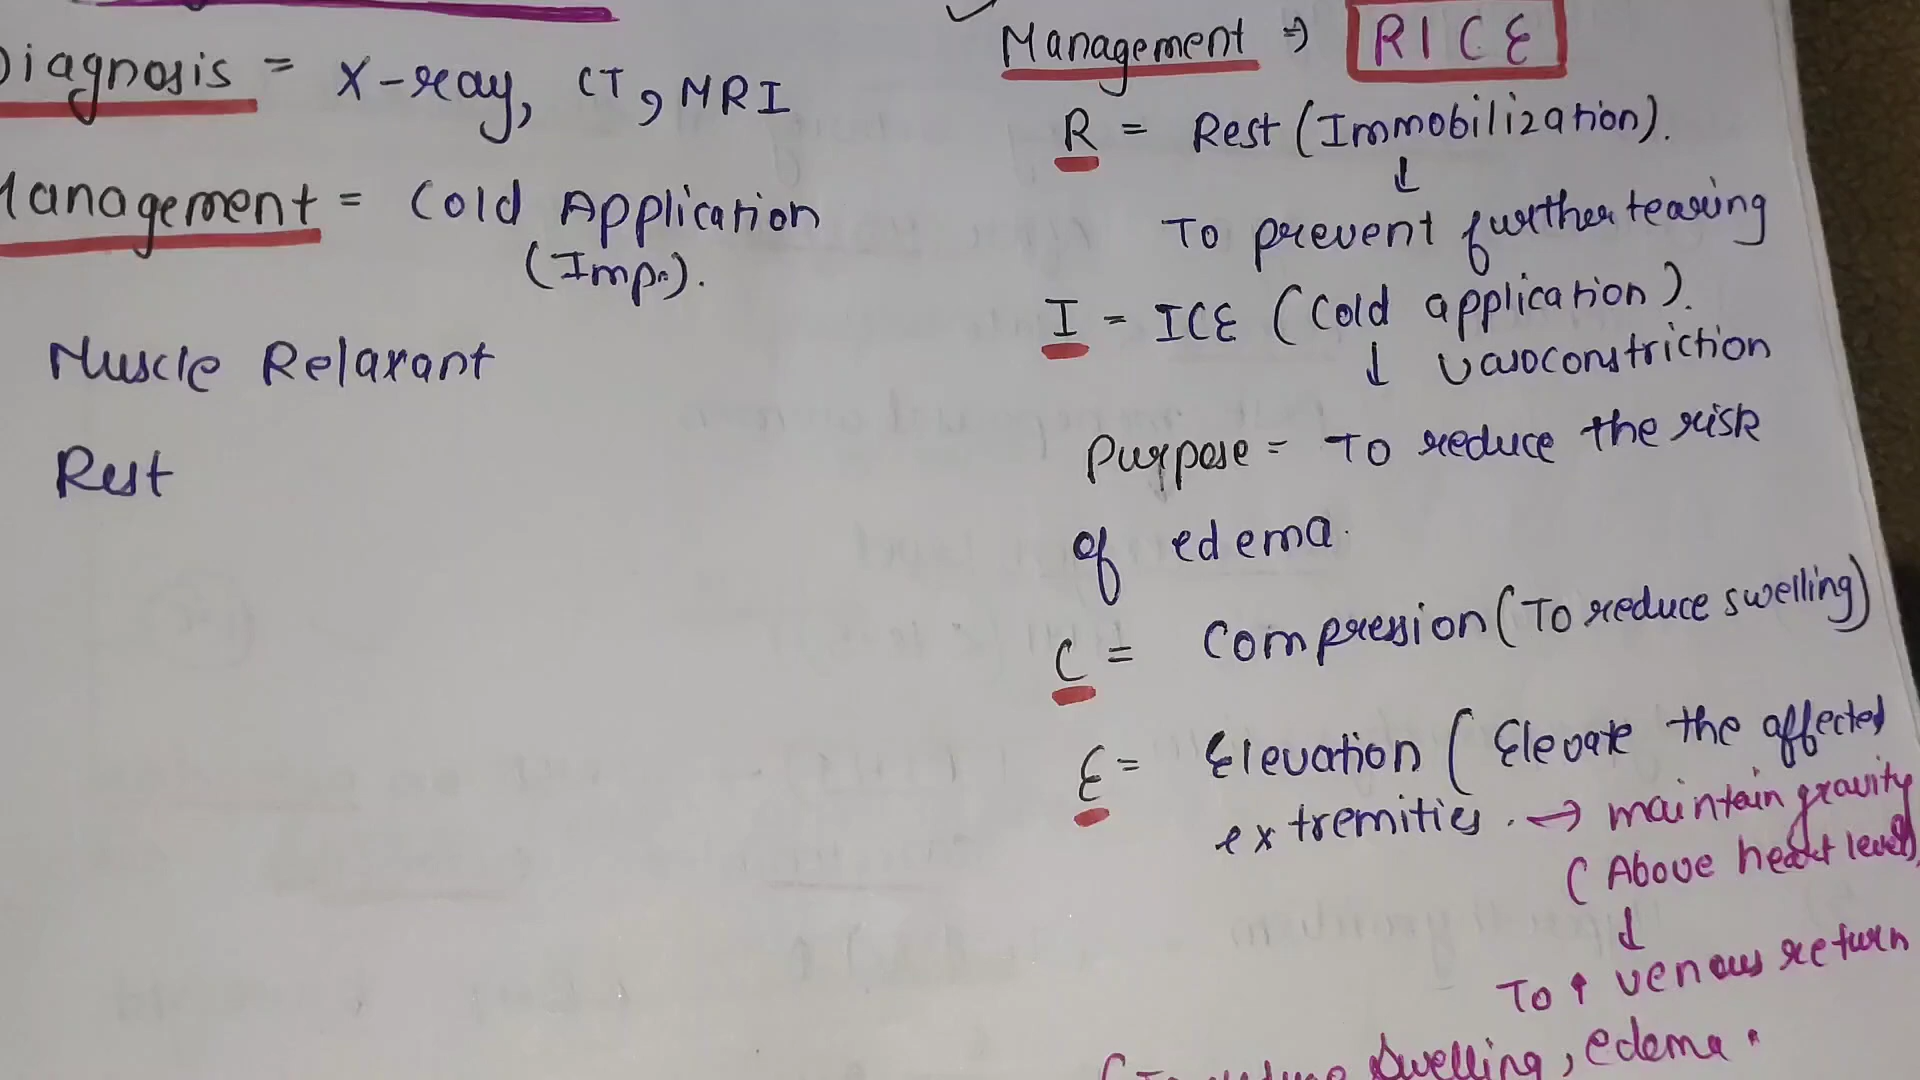 Diagnosis = X-ray, CT, MRI
Management = Cold Application
(Imp.).
Muscle Relaxant
Rest
Management ⇒ RICE
R = Rest (Immobilization).
↓
To prevent further tearing
I = ICE (Cold application).
↓ Vasoconstriction
Purpose = To reduce the risk
of edema.
C = Compression (To reduce swelling)
E = Elevation (Elevate the affected
extremities. → maintain gravity
(Above heart level)
↓
To ↑ venous return
swelling, edema.